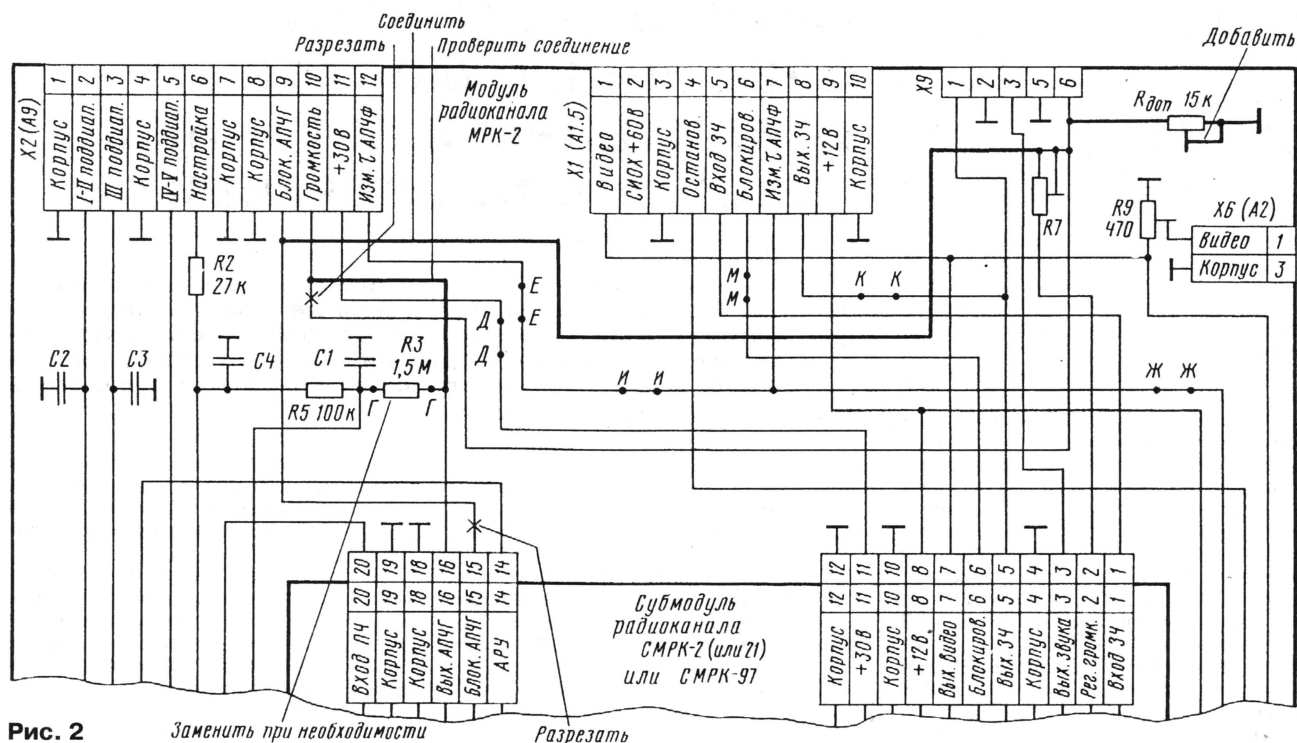 Соединить
Разрезать
Проверить соединение
Добавить
X2 (A9)
1 Корпус
2 I-II поддиап.
3 III поддиап.
4 Корпус
5 IV-V поддиап.
6 Настройка
7 Корпус
8 Корпус
9 Блок. АПЧГ
10 Громкость
11 +30В
12 Изм. τ АПЧФ
Модуль
радиоканала
МРК-2
X1 (A1.5)
1 Видео
2 СИОХ+60В
3 Корпус
4 Останов.
5 Вход ЗЧ
6 Блокиров.
7 Изм. τ АПЧФ
8 Вых. ЗЧ
9 +12В
10 Корпус
X9
1
2
3
5
6
Rдоп 15 к
R7
R9
470
X6 (A2)
Видео 1
Корпус 3
R2
27 к
C2
C3
C4
C1
R3
1,5 М
R5 100 к
Г
Г
Д
Д
Е
Е
И
И
М
М
К
К
Ж
Ж
20
19
18
16
15
14
20 Вход ПЧ
19 Корпус
18 Корпус
16 Вых. АПЧГ
15 Блок. АПЧГ
14 АРУ
Субмодуль
радиоканала
СМРК-2 (или 21)
или СМРК-97
12
11
10
8
7
6
5
4
3
2
1
12 Корпус
11 +30В
10 Корпус
8 +12В
7 Вых. Видео
6 Блокиров.
5 Вых. ЗЧ
4 Корпус
3 Вых. Звука
2 Рег. громк.
1 Вход ЗЧ
Рис. 2
Заменить при необходимости
Разрезать